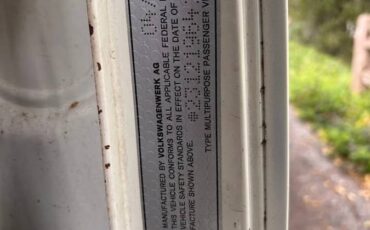 MANUFACTURED BY VOLKSWAGENWERK AG
THIS VEHICLE CONFORMS TO ALL APPLICABLE FEDERAL
VEHICLE SAFETY STANDARDS IN EFFECT ON THE DATE OF
MANUFACTURE SHOWN ABOVE.
TYPE MULTIPURPOSE PASSENGER